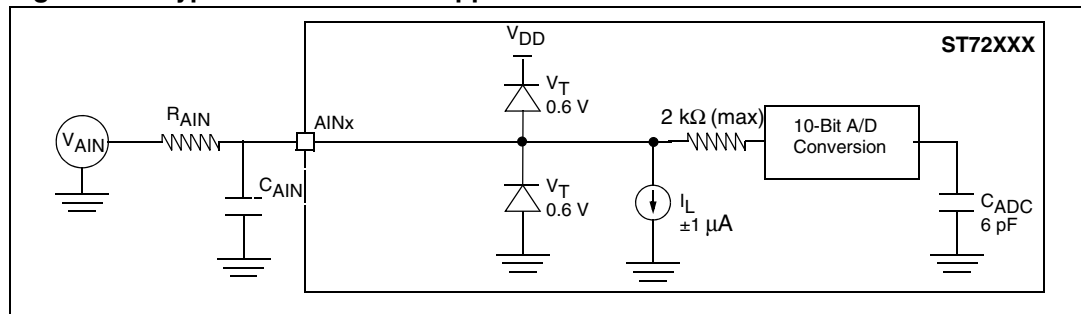 ST72XXX
V_DD
V_T
0.6 V
R_AIN
AINx
2 kΩ (max)
10-Bit A/D
Conversion
V_AIN
C_AIN
V_T
0.6 V
I_L
±1 µA
C_ADC
6 pF